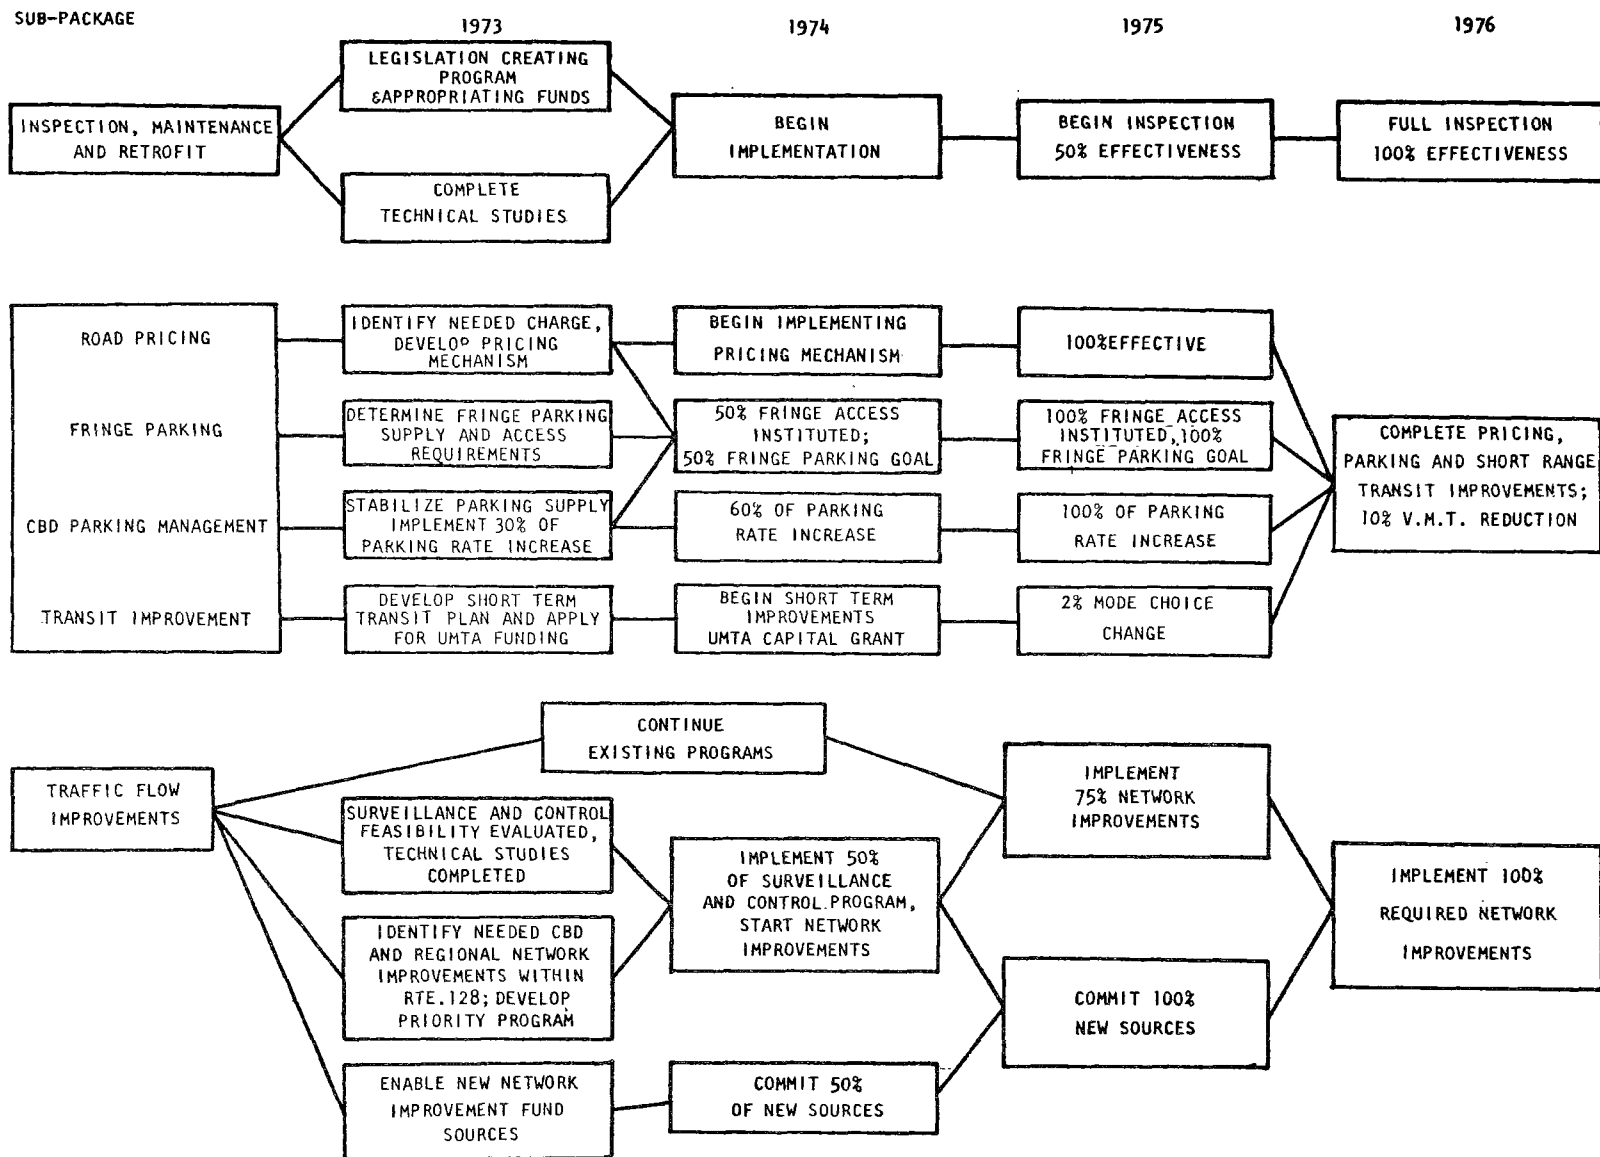 SUB-PACKAGE
1973
1974
1975
1976
INSPECTION, MAINTENANCE
AND RETROFIT
LEGISLATION CREATING
PROGRAM
&APPROPRIATING FUNDS
COMPLETE
TECHNICAL STUDIES
BEGIN
IMPLEMENTATION
BEGIN INSPECTION
50% EFFECTIVENESS
FULL INSPECTION
100% EFFECTIVENESS
ROAD PRICING
FRINGE PARKING
CBD PARKING MANAGEMENT
TRANSIT IMPROVEMENT
IDENTIFY NEEDED CHARGE,
DEVELOP PRICING
MECHANISM
BEGIN IMPLEMENTING
PRICING MECHANISM
100%EFFECTIVE
DETERMINE FRINGE PARKING
SUPPLY AND ACCESS
REQUIREMENTS
50% FRINGE ACCESS
INSTITUTED;
50% FRINGE PARKING GOAL
100% FRINGE ACCESS
INSTITUTED, 100%
FRINGE PARKING GOAL
STABILIZE PARKING SUPPLY
IMPLEMENT 30% OF
PARKING RATE INCREASE
60% OF PARKING
RATE INCREASE
100% OF PARKING
RATE INCREASE
DEVELOP SHORT TERM
TRANSIT PLAN AND APPLY
FOR UMTA FUNDING
BEGIN SHORT TERM
IMPROVEMENTS
UMTA CAPITAL GRANT
2% MODE CHOICE
CHANGE
COMPLETE PRICING,
PARKING AND SHORT RANGE
TRANSIT IMPROVEMENTS;
10% V.M.T. REDUCTION
TRAFFIC FLOW
IMPROVEMENTS
CONTINUE
EXISTING PROGRAMS
SURVEILLANCE AND CONTROL
FEASIBILITY EVALUATED,
TECHNICAL STUDIES
COMPLETED
IDENTIFY NEEDED CBD
AND REGIONAL NETWORK
IMPROVEMENTS WITHIN
RTE.128; DEVELOP
PRIORITY PROGRAM
ENABLE NEW NETWORK
IMPROVEMENT FUND
SOURCES
IMPLEMENT 50%
OF SURVEILLANCE
AND CONTROL PROGRAM,
START NETWORK
IMPROVEMENTS
COMMIT 50%
OF NEW SOURCES
IMPLEMENT
75% NETWORK
IMPROVEMENTS
COMMIT 100%
NEW SOURCES
IMPLEMENT 100%
REQUIRED NETWORK
IMPROVEMENTS